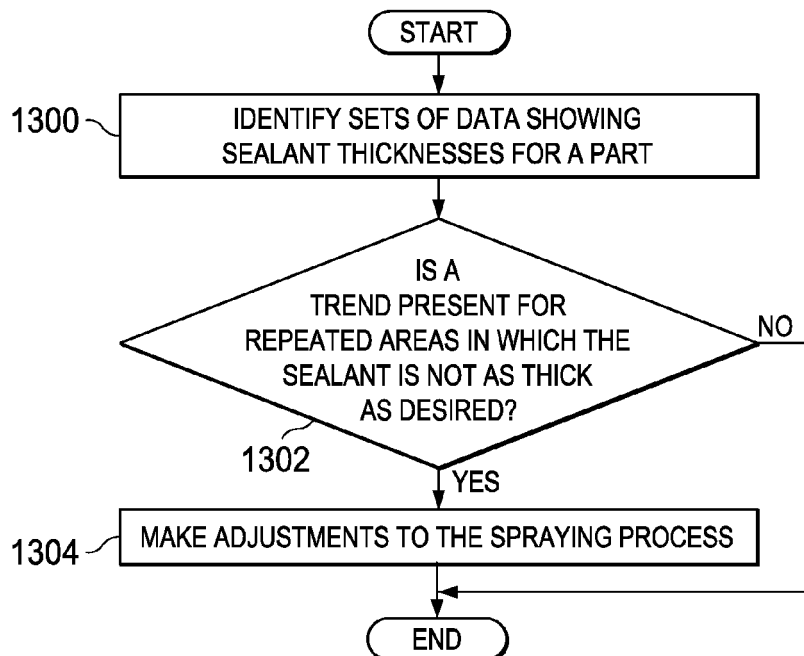 START
1300
IDENTIFY SETS OF DATA SHOWING
SEALANT THICKNESSES FOR A PART
IS A
TREND PRESENT FOR
REPEATED AREAS IN WHICH THE
SEALANT IS NOT AS THICK
AS DESIRED?
NO
1302
YES
1304
MAKE ADJUSTMENTS TO THE SPRAYING PROCESS
END